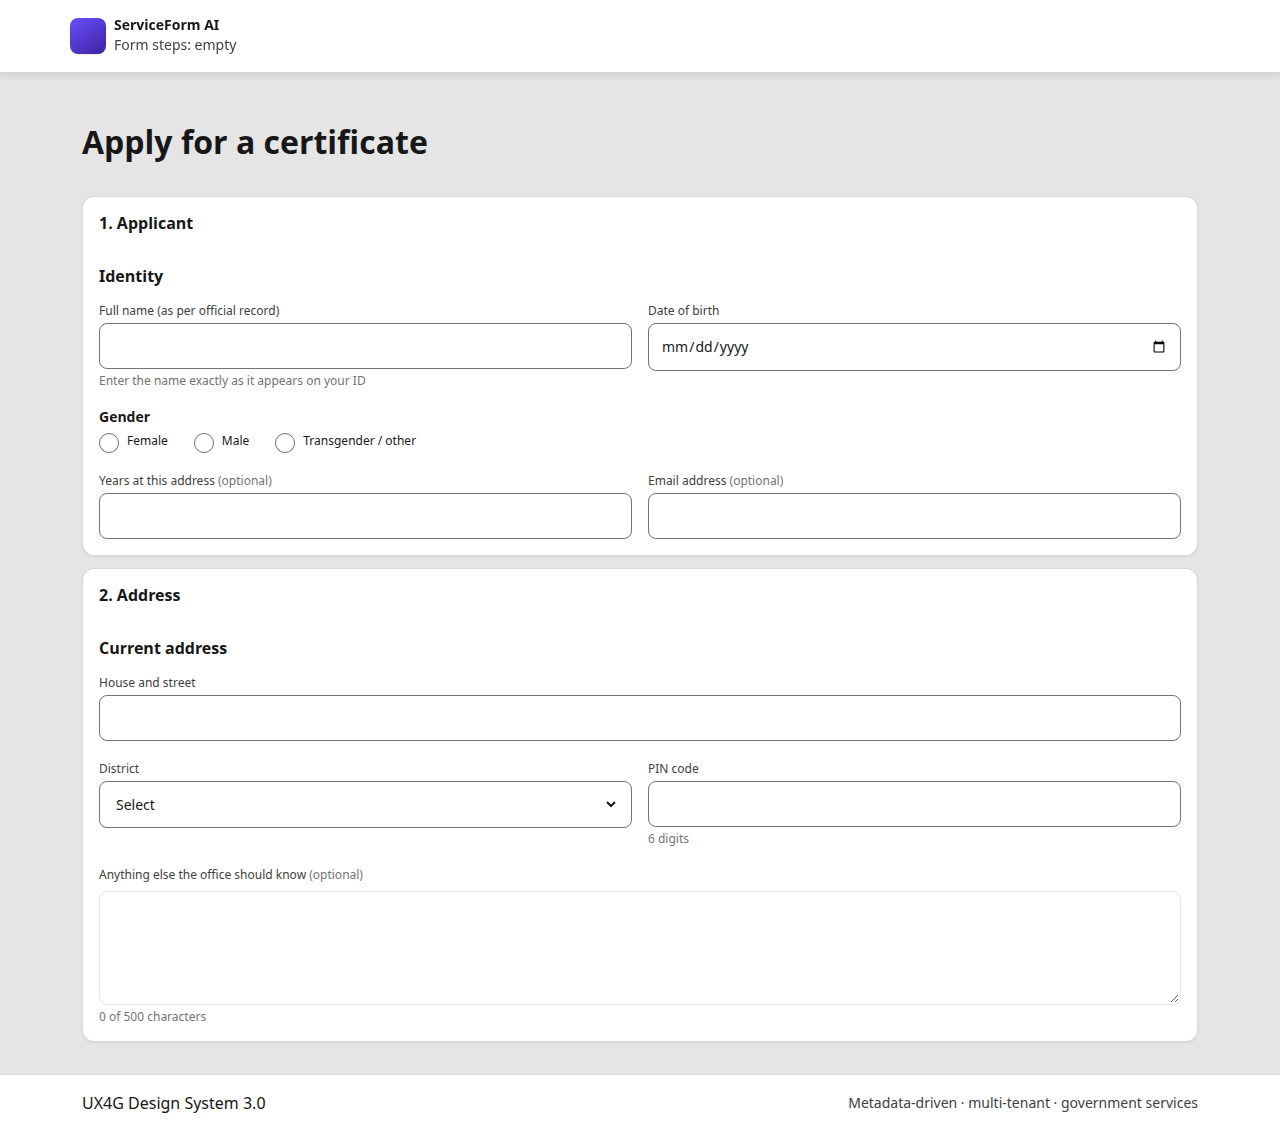 ServiceForm AI
Form steps: empty
Apply for a certificate
1. Applicant
Identity
Full name (as per official record)
Date of birth
mm/dd/yyyy
Enter the name exactly as it appears on your ID
Gender
Female
Male
Transgender / other
Years at this address (optional)
Email address (optional)
2. Address
Current address
House and street
District
PIN code
Select
6 digits
Anything else the office should know (optional)
0 of 500 characters
UX4G Design System 3.0
Metadata-driven · multi-tenant · government services